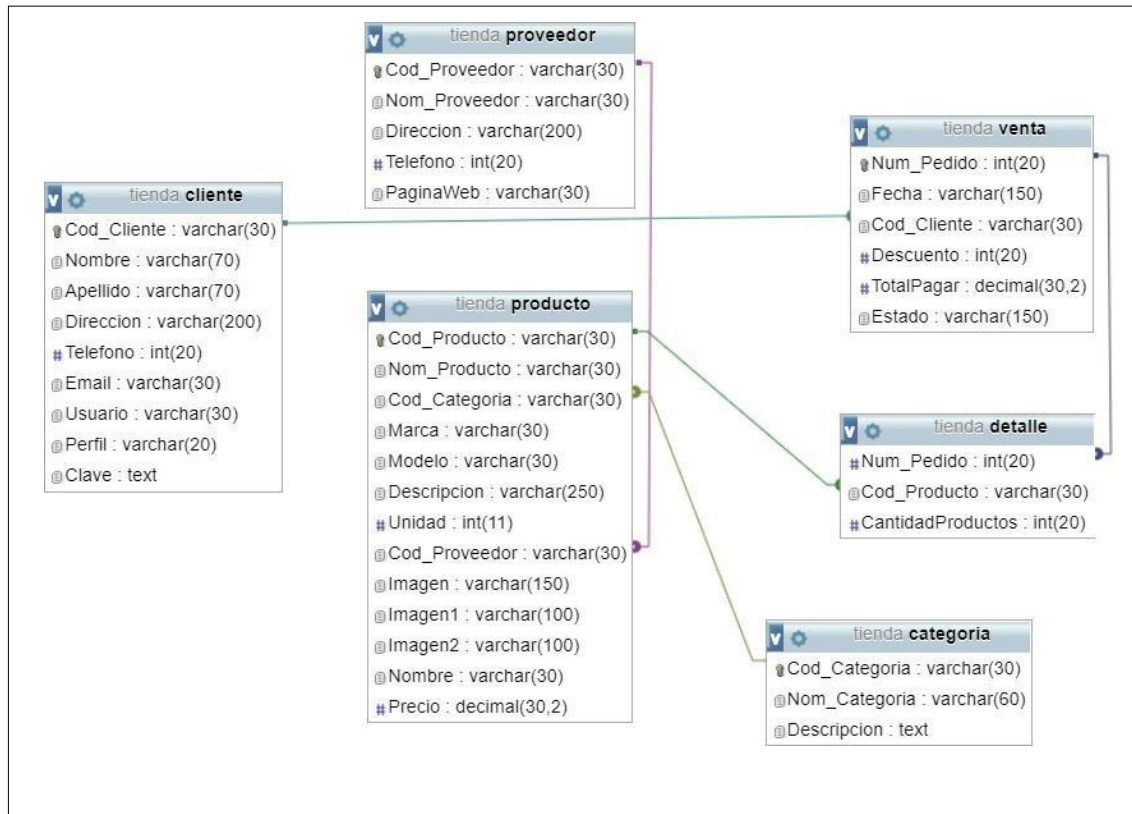 tienda proveedor
Cod_Proveedor : varchar(30)
Nom_Proveedor : varchar(30)
Direccion : varchar(200)
# Telefono : int(20)
PaginaWeb : varchar(30)
tienda cliente
Cod_Cliente : varchar(30)
Nombre : varchar(70)
Apellido : varchar(70)
Direccion : varchar(200)
# Telefono : int(20)
Email : varchar(30)
Usuario : varchar(30)
Perfil : varchar(20)
Clave : text
tienda producto
Cod_Producto : varchar(30)
Nom_Producto : varchar(30)
Cod_Categoria : varchar(30)
Marca : varchar(30)
Modelo : varchar(30)
Descripcion : varchar(250)
# Unidad : int(11)
Cod_Proveedor : varchar(30)
Imagen : varchar(150)
Imagen1 : varchar(100)
Imagen2 : varchar(100)
Nombre : varchar(30)
# Precio : decimal(30,2)
tienda venta
Num_Pedido : int(20)
Fecha : varchar(150)
Cod_Cliente : varchar(30)
# Descuento : int(20)
# TotalPagar : decimal(30,2)
Estado : varchar(150)
tienda detalle
# Num_Pedido : int(20)
Cod_Producto : varchar(30)
# CantidadProductos : int(20)
tienda categoria
Cod_Categoria : varchar(30)
Nom_Categoria : varchar(60)
Descripcion : text